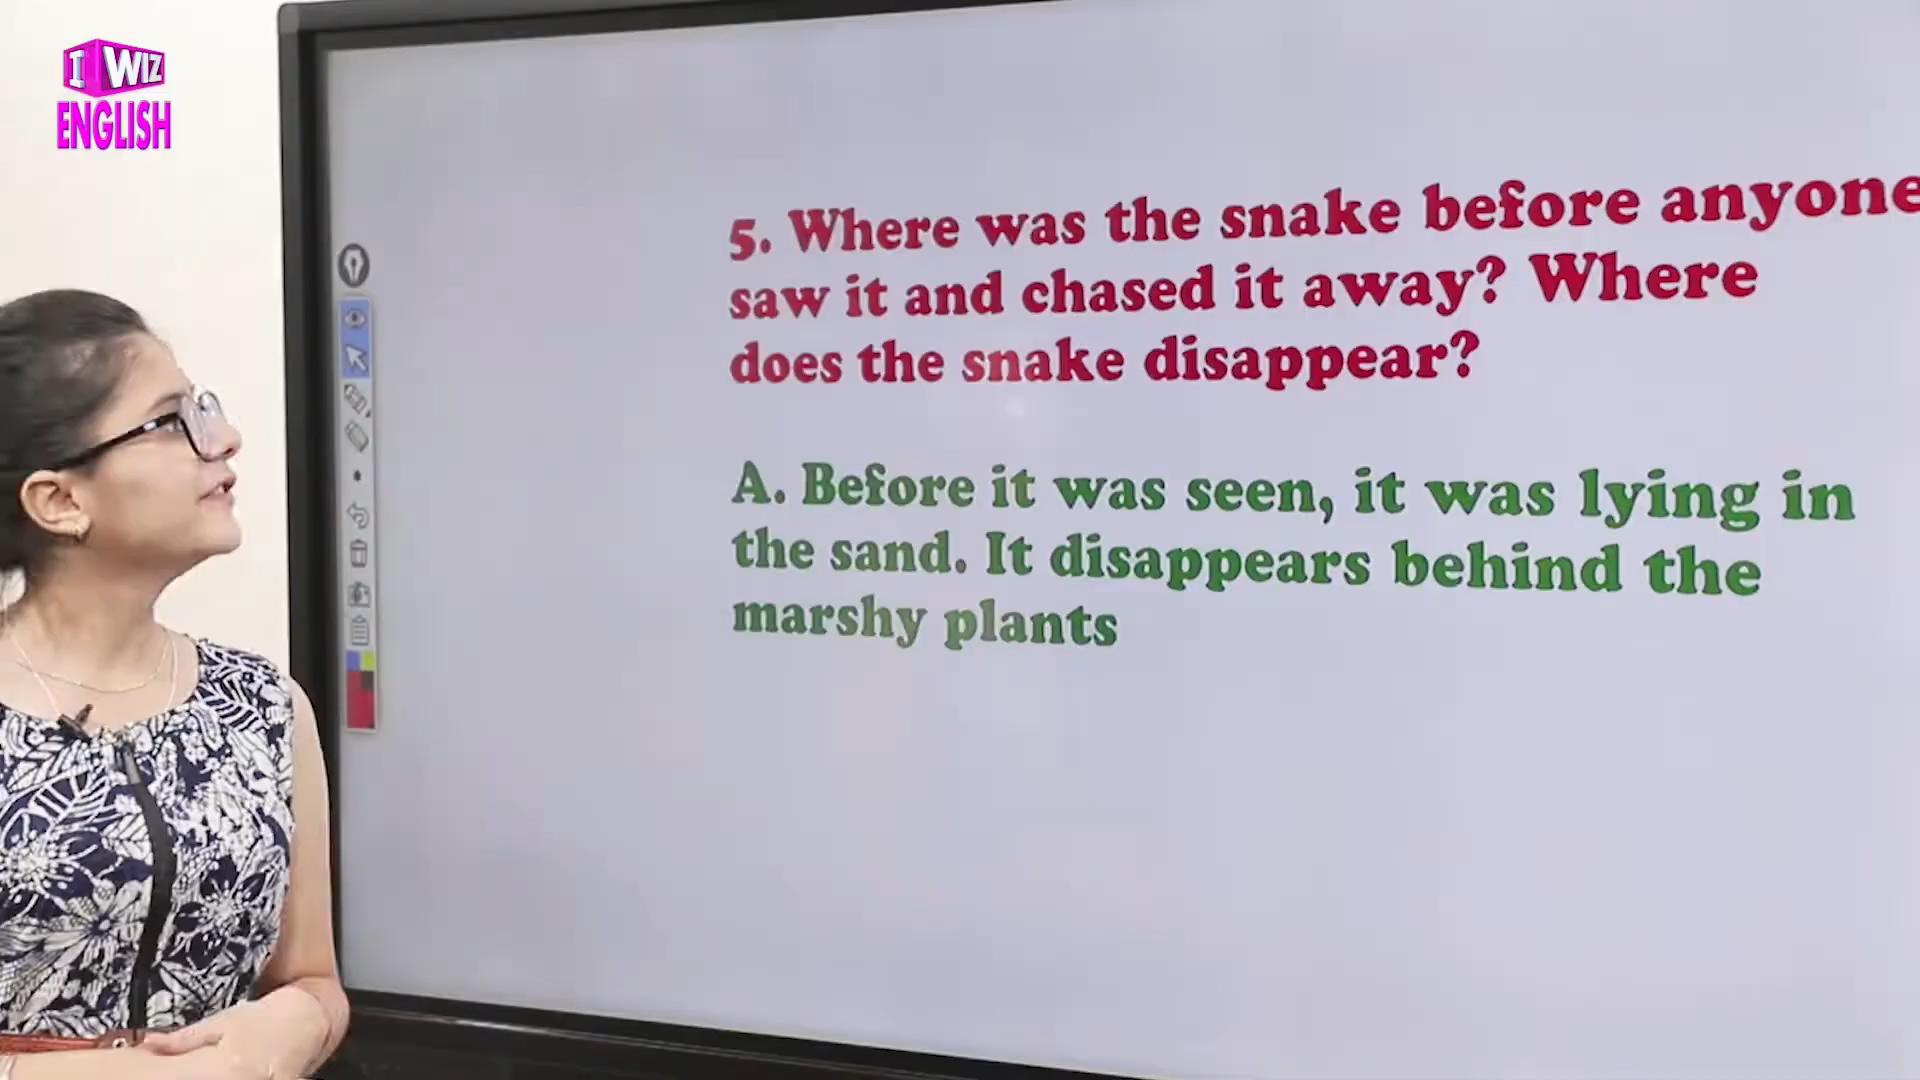 I WIZ
ENGLISH
5. Where was the snake before anyone
saw it and chased it away? Where
does the snake disappear?
A. Before it was seen, it was lying in
the sand. It disappears behind the
marshy plants